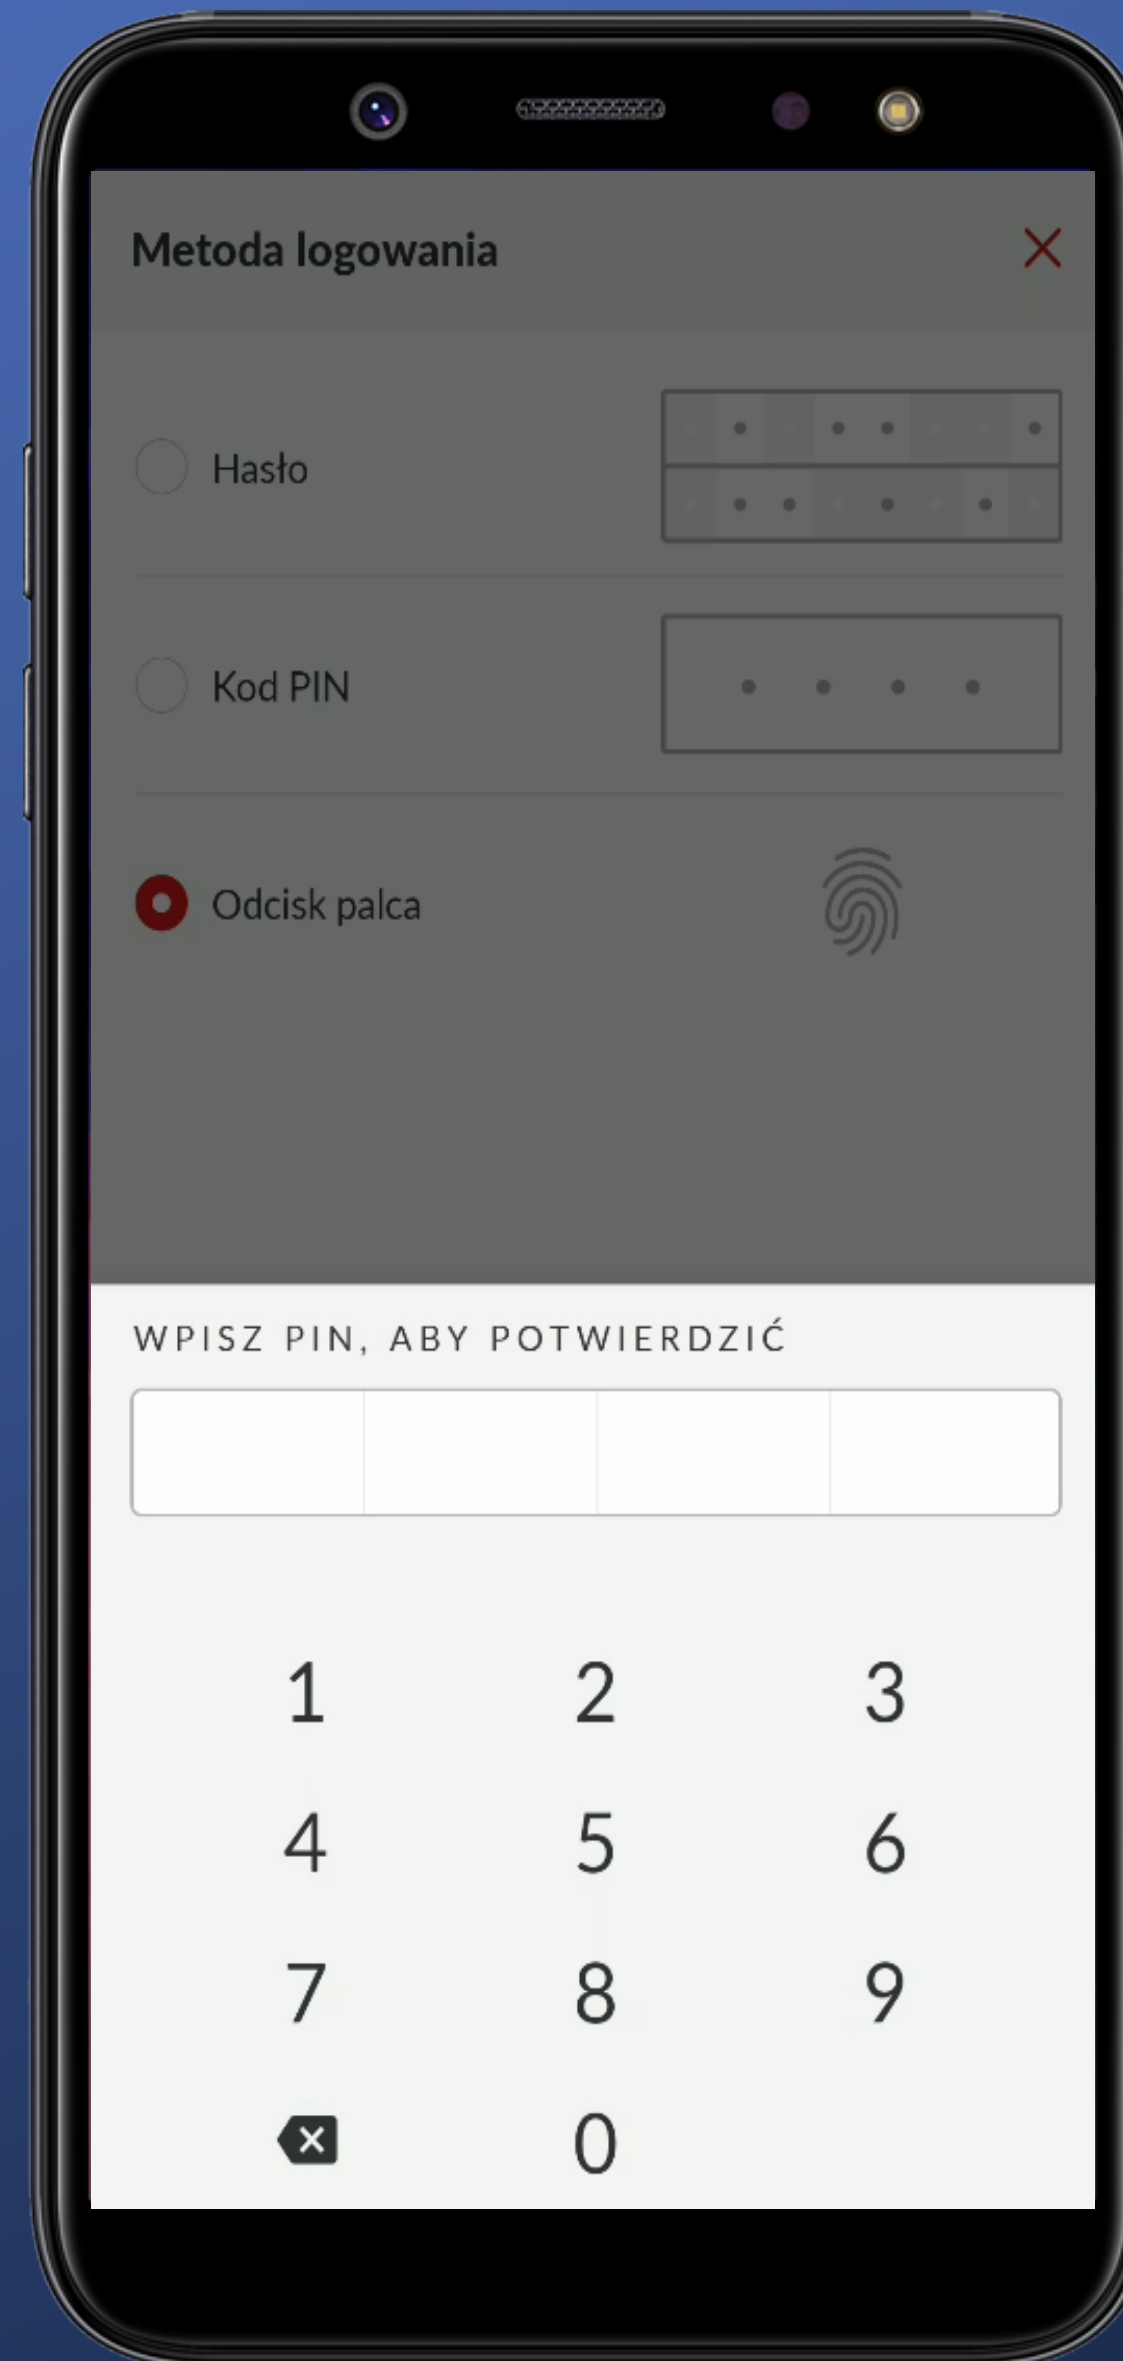 Metoda logowania
Hasło
Kod PIN
Odcisk palca
WPISZ PIN, ABY POTWIERDZIĆ
1 2 3
4 5 6
7 8 9
0